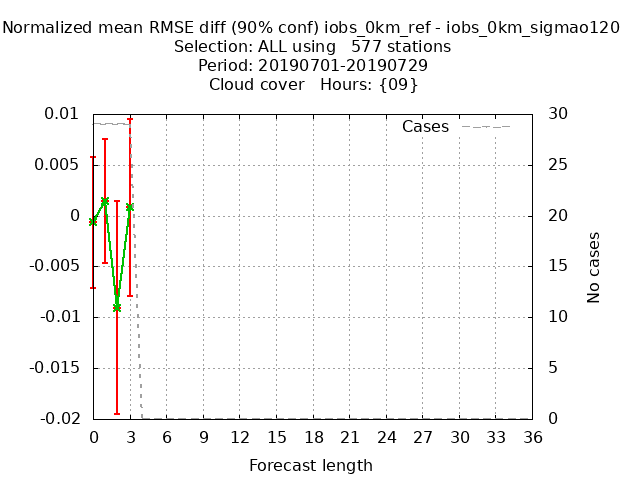 Normalized mean RMSE diff (90% conf) iobs_0km_ref - iobs_0km_sigmao120
Selection: ALL using   577 stations
Period: 20190701-20190729
Cloud cover   Hours: {09}
Cases
0.01
0.005
0
-0.005
-0.01
-0.015
-0.02
30
25
20
15
10
5
0
No cases
0 3 6 9 12 15 18 21 24 27 30 33 36
Forecast length